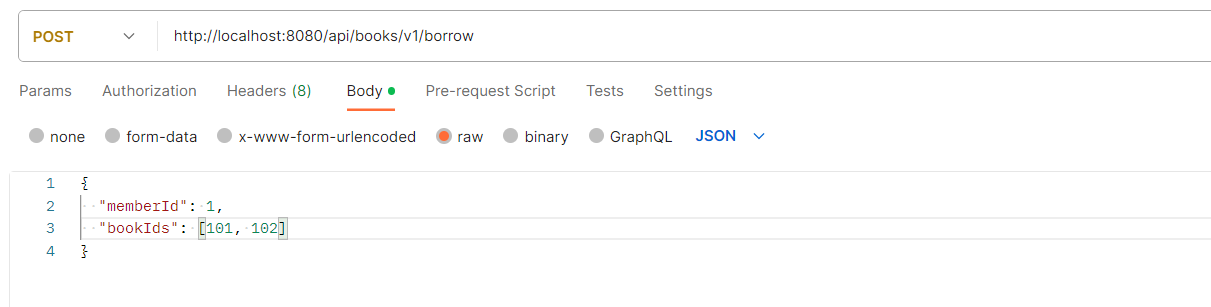 POST http://localhost:8080/api/books/v1/borrow
Params Authorization Headers (8) Body Pre-request Script Tests Settings
none form-data x-www-form-urlencoded raw binary GraphQL JSON
1 {
2 "memberId": 1,
3 "bookIds": [101, 102]
4 }